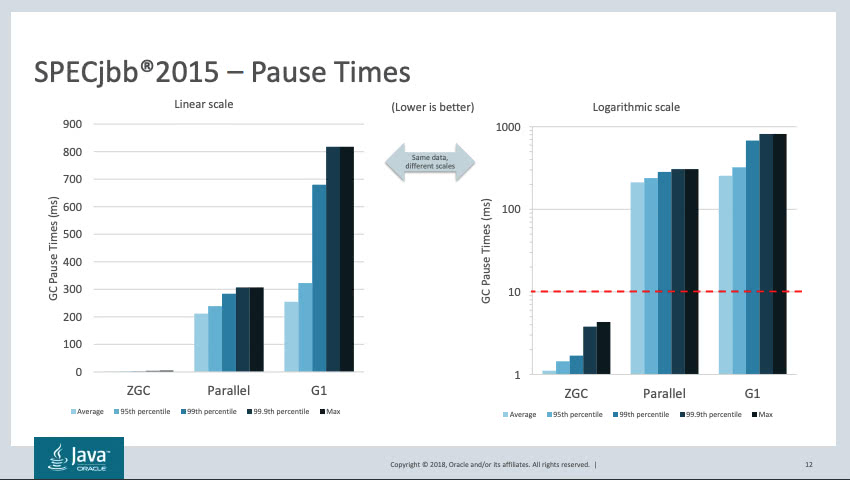 SPECjbb®2015 – Pause Times
Linear scale
(Lower is better)
Logarithmic scale
Same data,
different scales
GC Pause Times (ms)
900
800
700
600
500
400
300
200
100
0
ZGC Parallel G1
Average 95th percentile 99th percentile 99.9th percentile Max
GC Pause Times (ms)
1000
100
10
1
ZGC Parallel G1
Average 95th percentile 99th percentile 99.9th percentile Max
Java™
ORACLE
Copyright © 2018, Oracle and/or its affiliates. All rights reserved. |
12